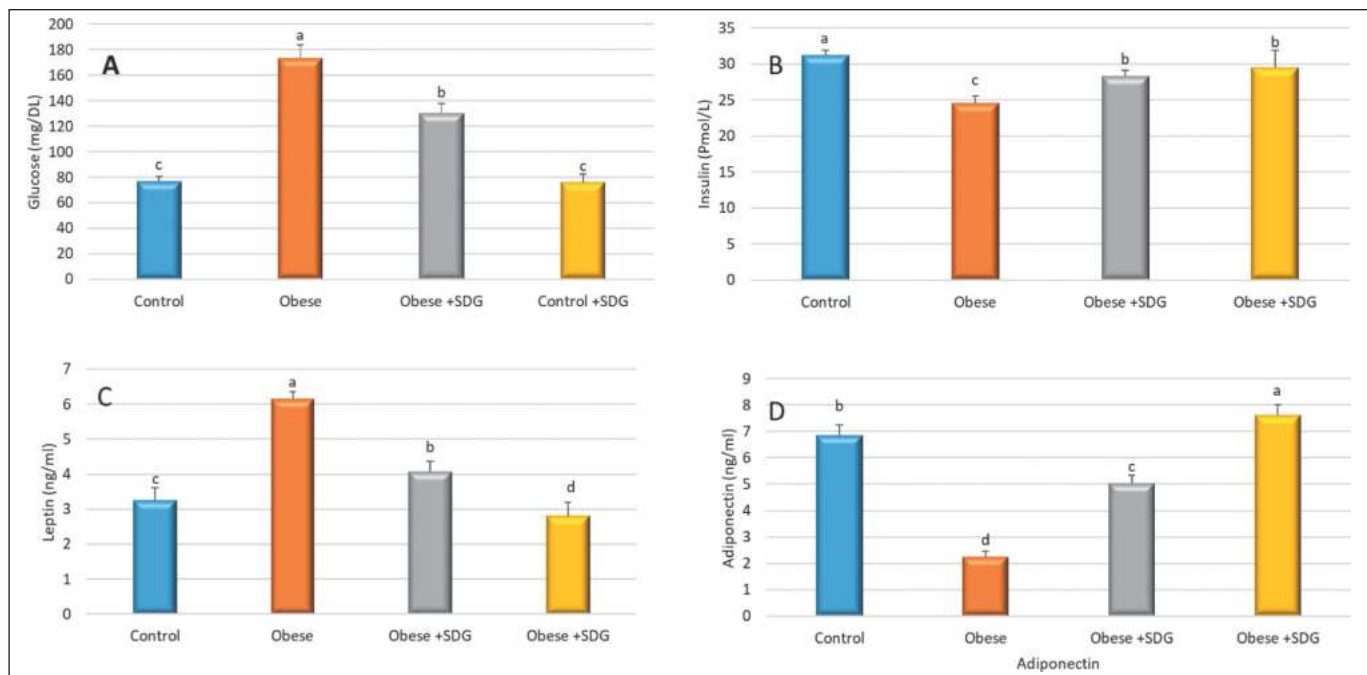 A
Glucose (mg/DL)
200
180
160
140
120
100
80
60
40
20
0
c
a
b
c
Control
Obese
Obese +SDG
Control +SDG
B
Insulin (Pmol/L)
35
30
25
20
15
10
5
0
a
c
b
b
Control
Obese
Obese +SDG
Obese +SDG
C
Leptin (ng/ml)
7
6
5
4
3
2
1
0
c
a
b
d
Control
Obese
Obese +SDG
Obese +SDG
D
Adiponectin (ng/ml)
9
8
7
6
5
4
3
2
1
0
b
d
c
a
Control
Obese
Obese +SDG
Obese +SDG
Adiponectin